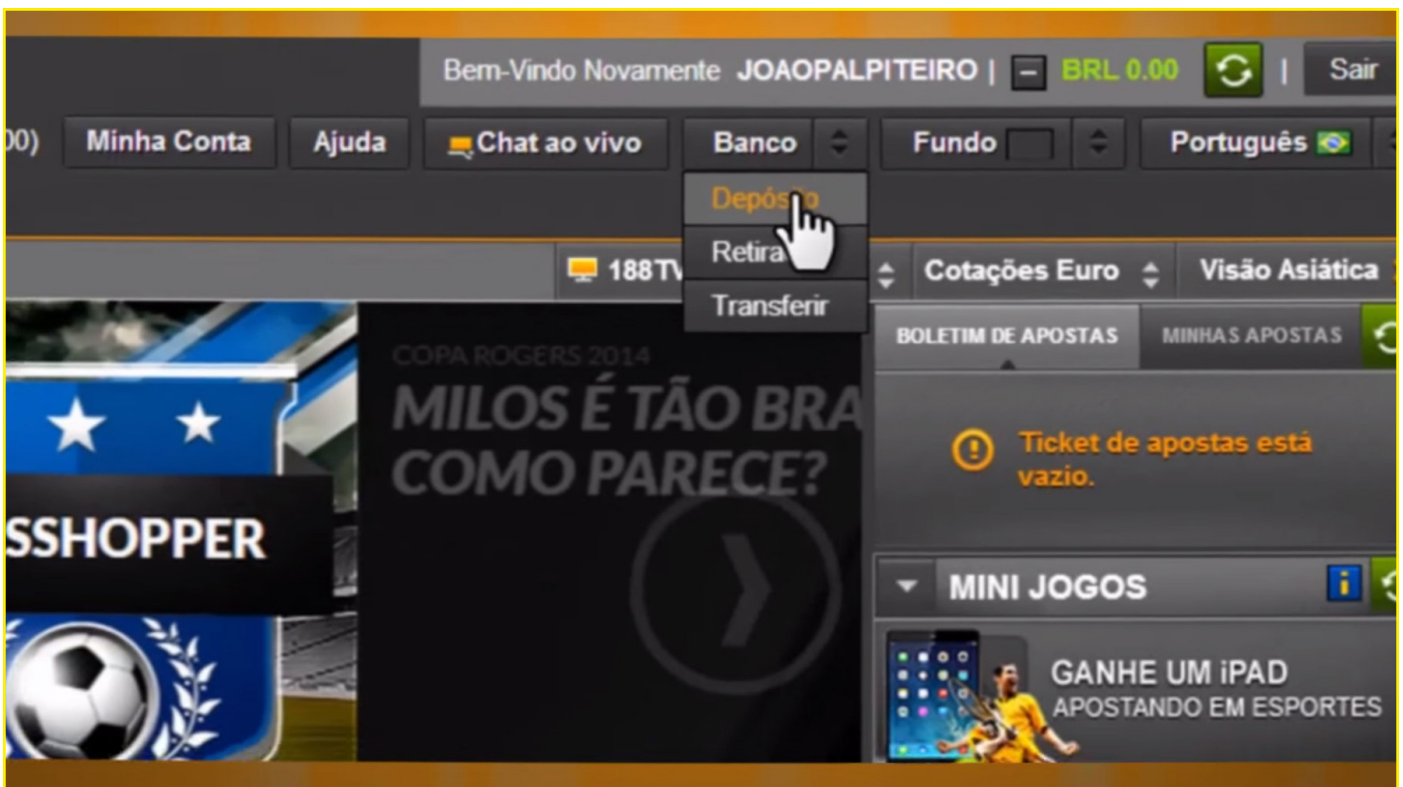 Bem-Vindo Novamente JOAOPALPITEIRO | BRL 0.00 | Sair
00) Minha Conta Ajuda Chat ao vivo Banco Fundo Português
Depósito
Retira
Transferir
188TV Cotações Euro Visão Asiática
BOLETIM DE APOSTAS MINHAS APOSTAS
COPA ROGERS 2014
MILOS É TÃO BRA
COMO PARECE?
Ticket de apostas está
vazio.
SSHOPPER
MINI JOGOS i
GANHE UM iPAD
APOSTANDO EM ESPORTES